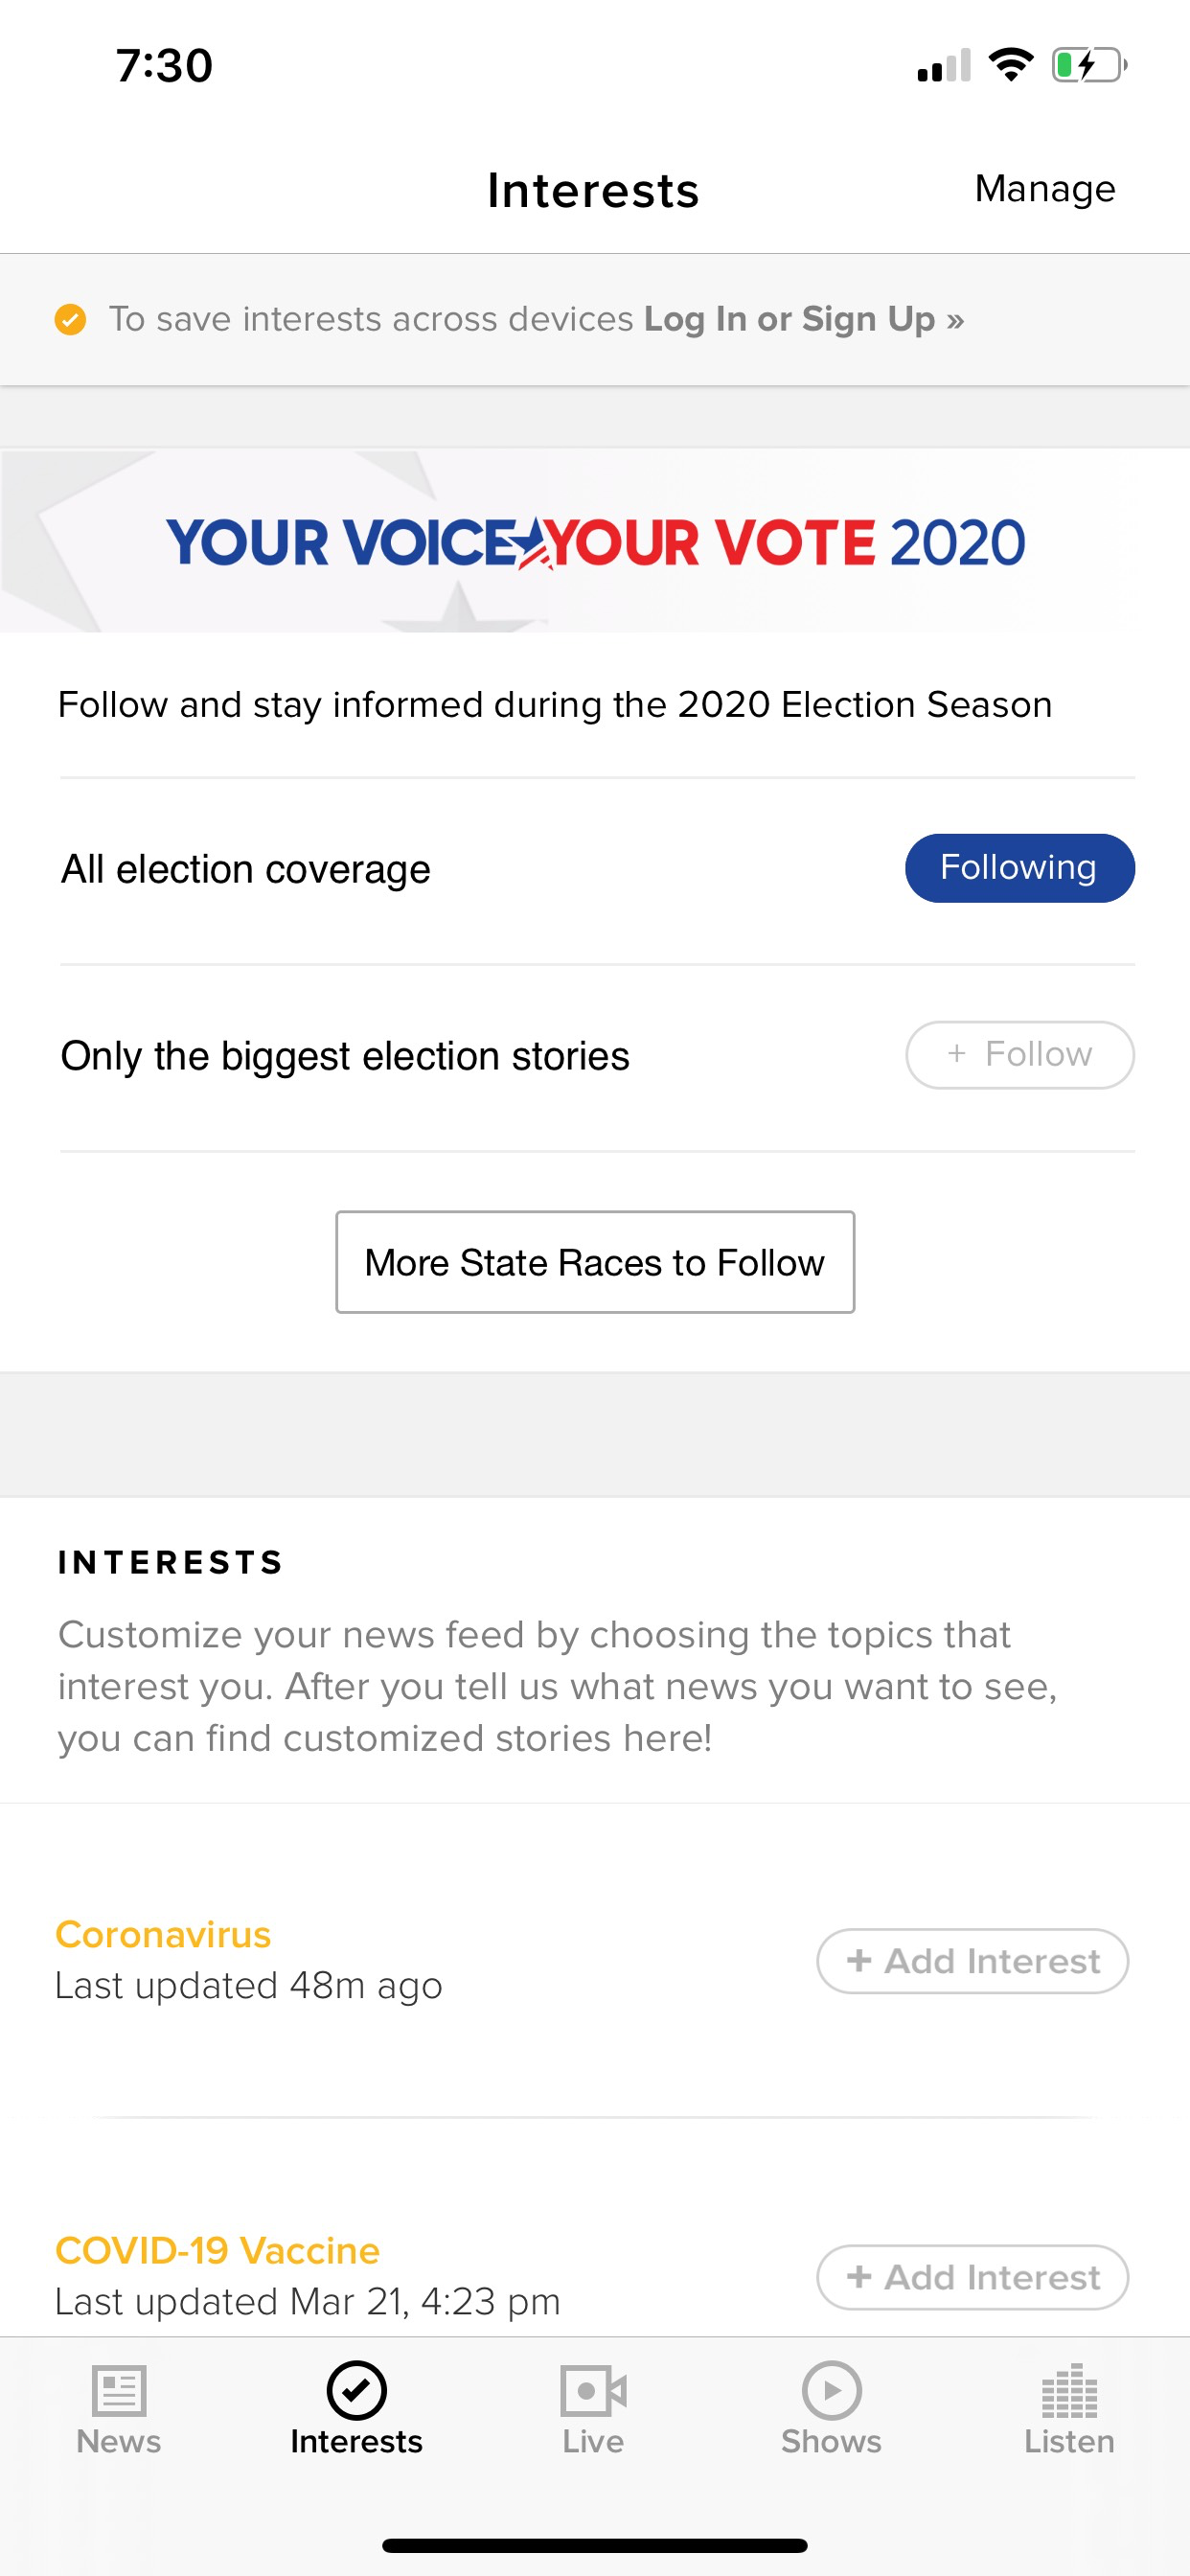 7:30
Interests
Manage
To save interests across devices Log In or Sign Up »
YOUR VOICE YOUR VOTE 2020
Follow and stay informed during the 2020 Election Season
All election coverage
Following
Only the biggest election stories
+ Follow
More State Races to Follow
INTERESTS
Customize your news feed by choosing the topics that
interest you. After you tell us what news you want to see,
you can find customized stories here!
Coronavirus
Last updated 48m ago
+ Add Interest
COVID-19 Vaccine
Last updated Mar 21, 4:23 pm
+ Add Interest
News
Interests
Live
Shows
Listen